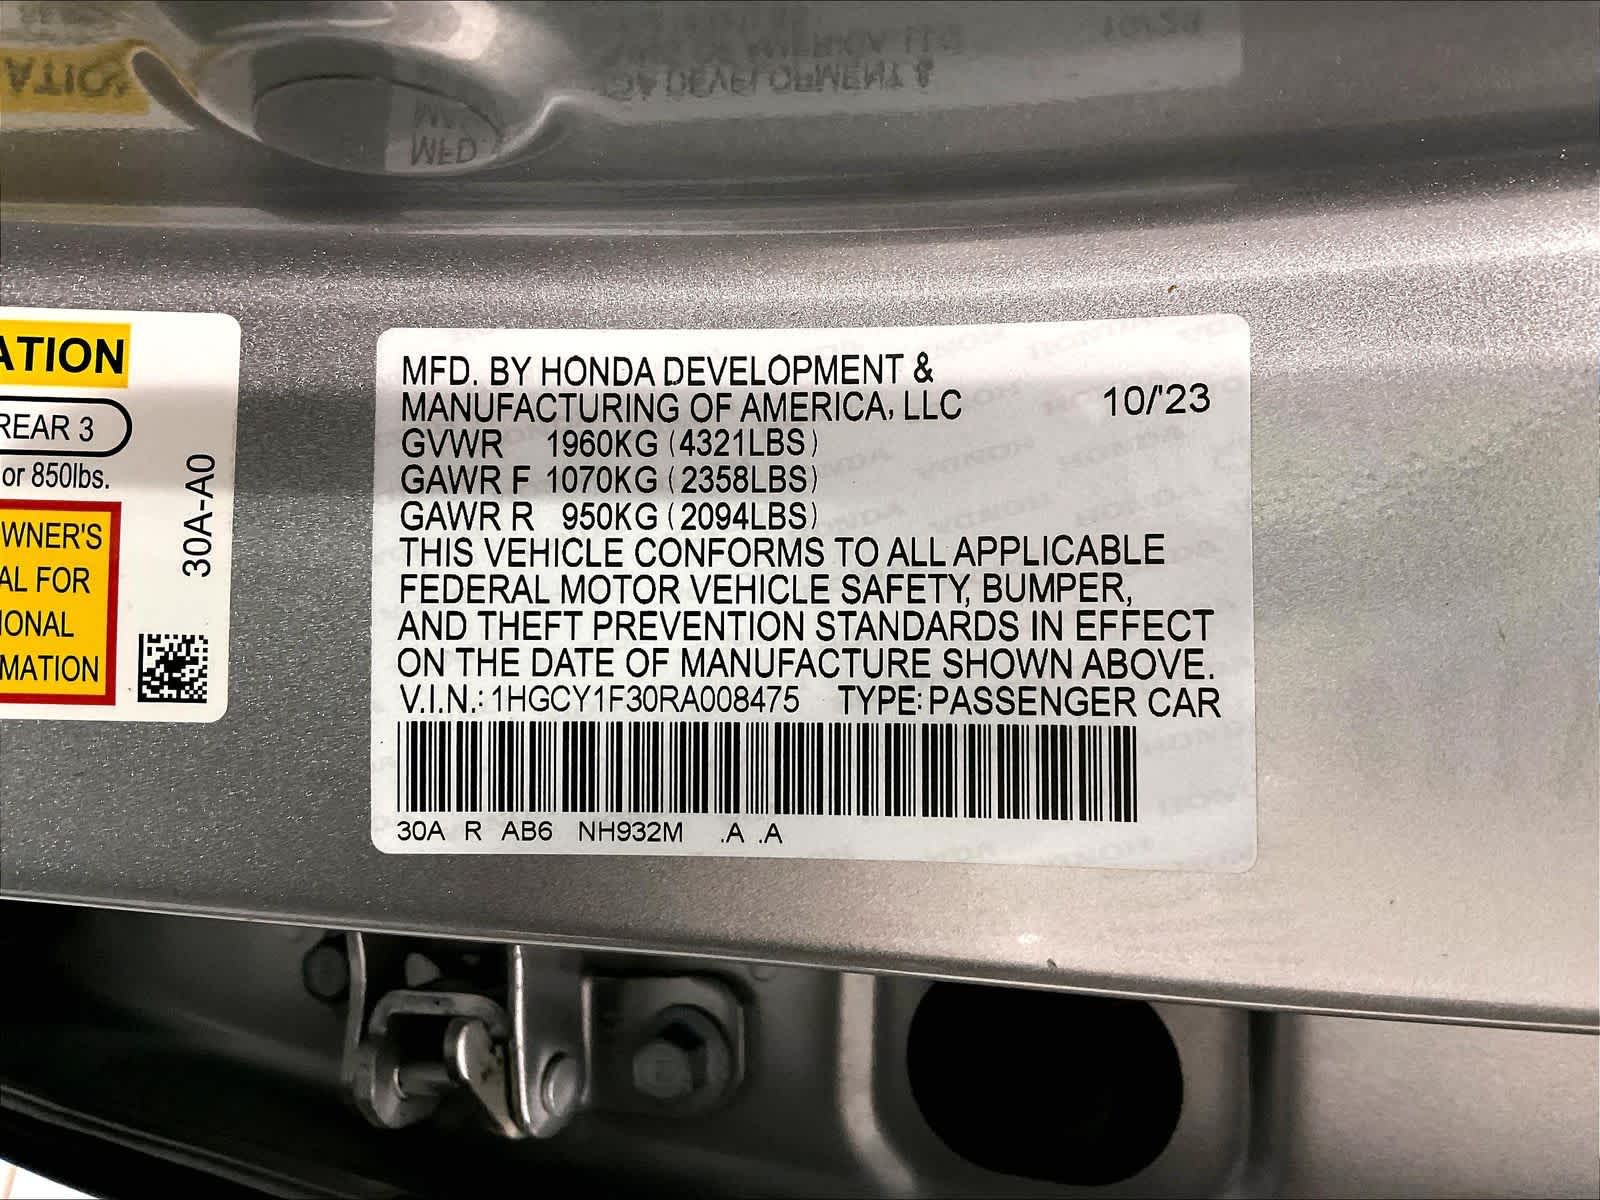 ATION
REAR 3
or 850lbs.
WNER'S
AL FOR
IONAL
MATION
30A-A0
MFD. BY HONDA DEVELOPMENT &
MANUFACTURING OF AMERICA, LLC 10/'23
GVWR 1960KG (4321LBS)
GAWR F 1070KG (2358LBS)
GAWR R 950KG (2094LBS)
THIS VEHICLE CONFORMS TO ALL APPLICABLE
FEDERAL MOTOR VEHICLE SAFETY, BUMPER,
AND THEFT PREVENTION STANDARDS IN EFFECT
ON THE DATE OF MANUFACTURE SHOWN ABOVE.
V.I.N.: 1HGCY1F30RA008475 TYPE: PASSENGER CAR
30A R AB6 NH932M .A .A